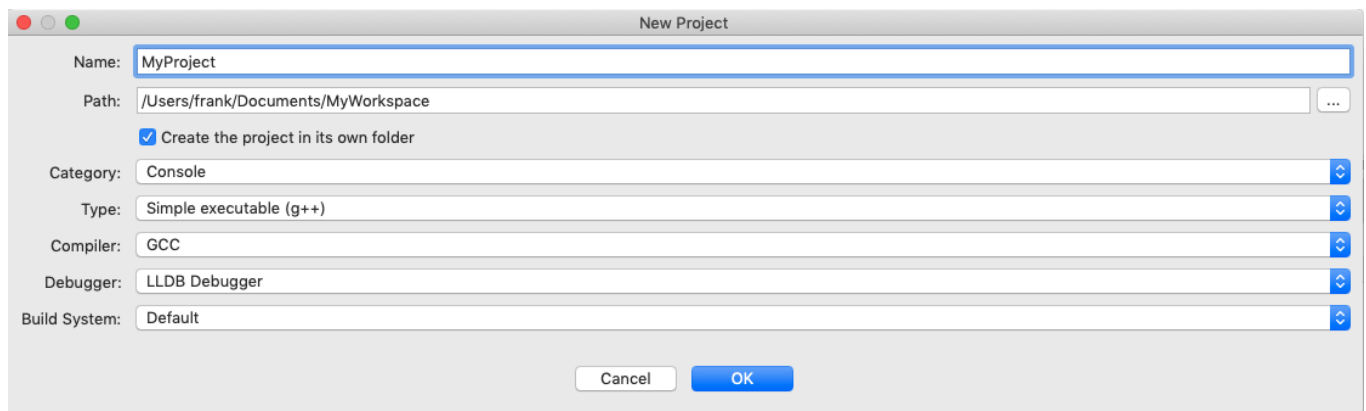 New Project
Name: MyProject
Path: /Users/frank/Documents/MyWorkspace ...
Create the project in its own folder
Category: Console
Type: Simple executable (g++)
Compiler: GCC
Debugger: LLDB Debugger
Build System: Default
Cancel OK